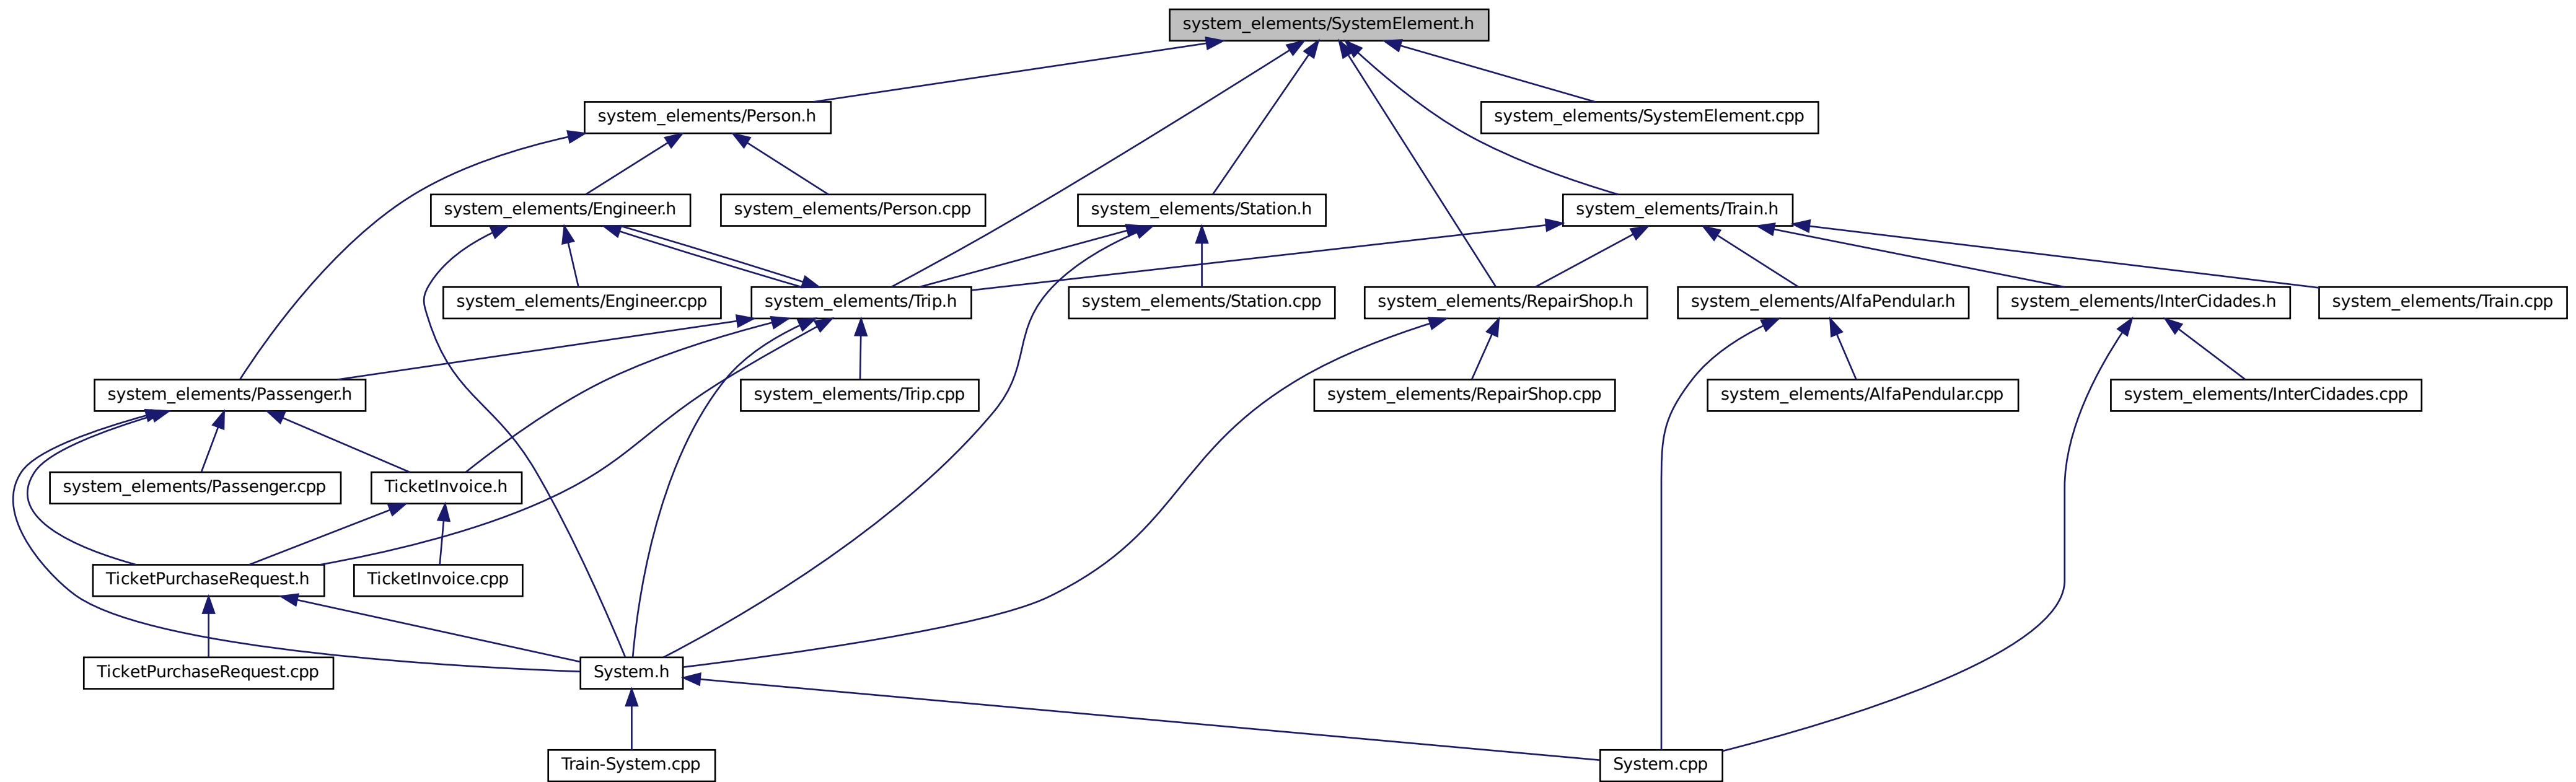 system_elements/SystemElement.h
system_elements/Person.h
system_elements/SystemElement.cpp
system_elements/Engineer.h
system_elements/Person.cpp
system_elements/Station.h
system_elements/Train.h
system_elements/Engineer.cpp
system_elements/Trip.h
system_elements/Station.cpp
system_elements/RepairShop.h
system_elements/AlfaPendular.h
system_elements/InterCidades.h
system_elements/Train.cpp
system_elements/Passenger.h
system_elements/Trip.cpp
system_elements/RepairShop.cpp
system_elements/AlfaPendular.cpp
system_elements/InterCidades.cpp
system_elements/Passenger.cpp
TicketInvoice.h
TicketPurchaseRequest.h
TicketInvoice.cpp
TicketPurchaseRequest.cpp
System.h
Train-System.cpp
System.cpp